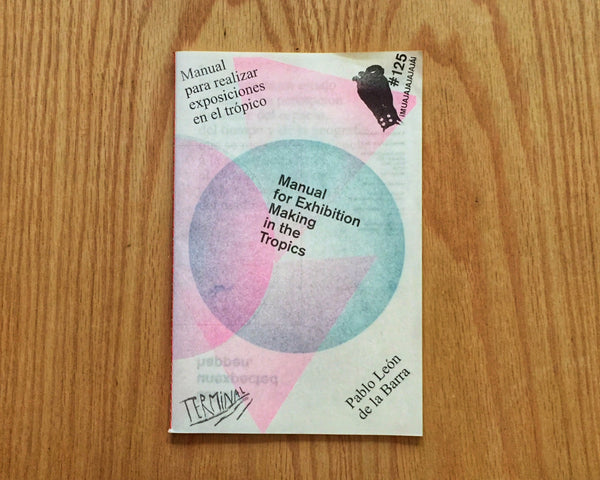 Manual
para realizar
exposiciones
en el trópico
#125
¡MUAJAJAJAJAJÁ!
Manual
for Exhibition
Making
in the
Tropics
Pablo León
de la Barra
TERMINAL